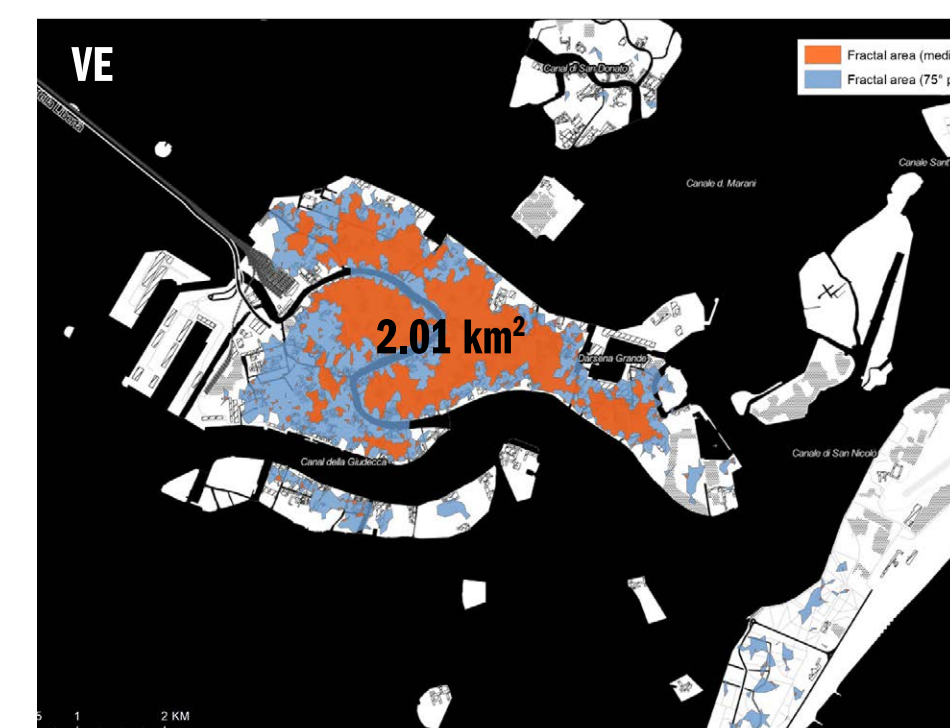 VE
Fractal area (medi
Fractal area (75° p
Canal di San Donato
Canale Sant'
Canale d. Marani
2.01 km²
Darsena Grande
Canale di San Nicolò
Canal della Giudecca
5 1 2 KM